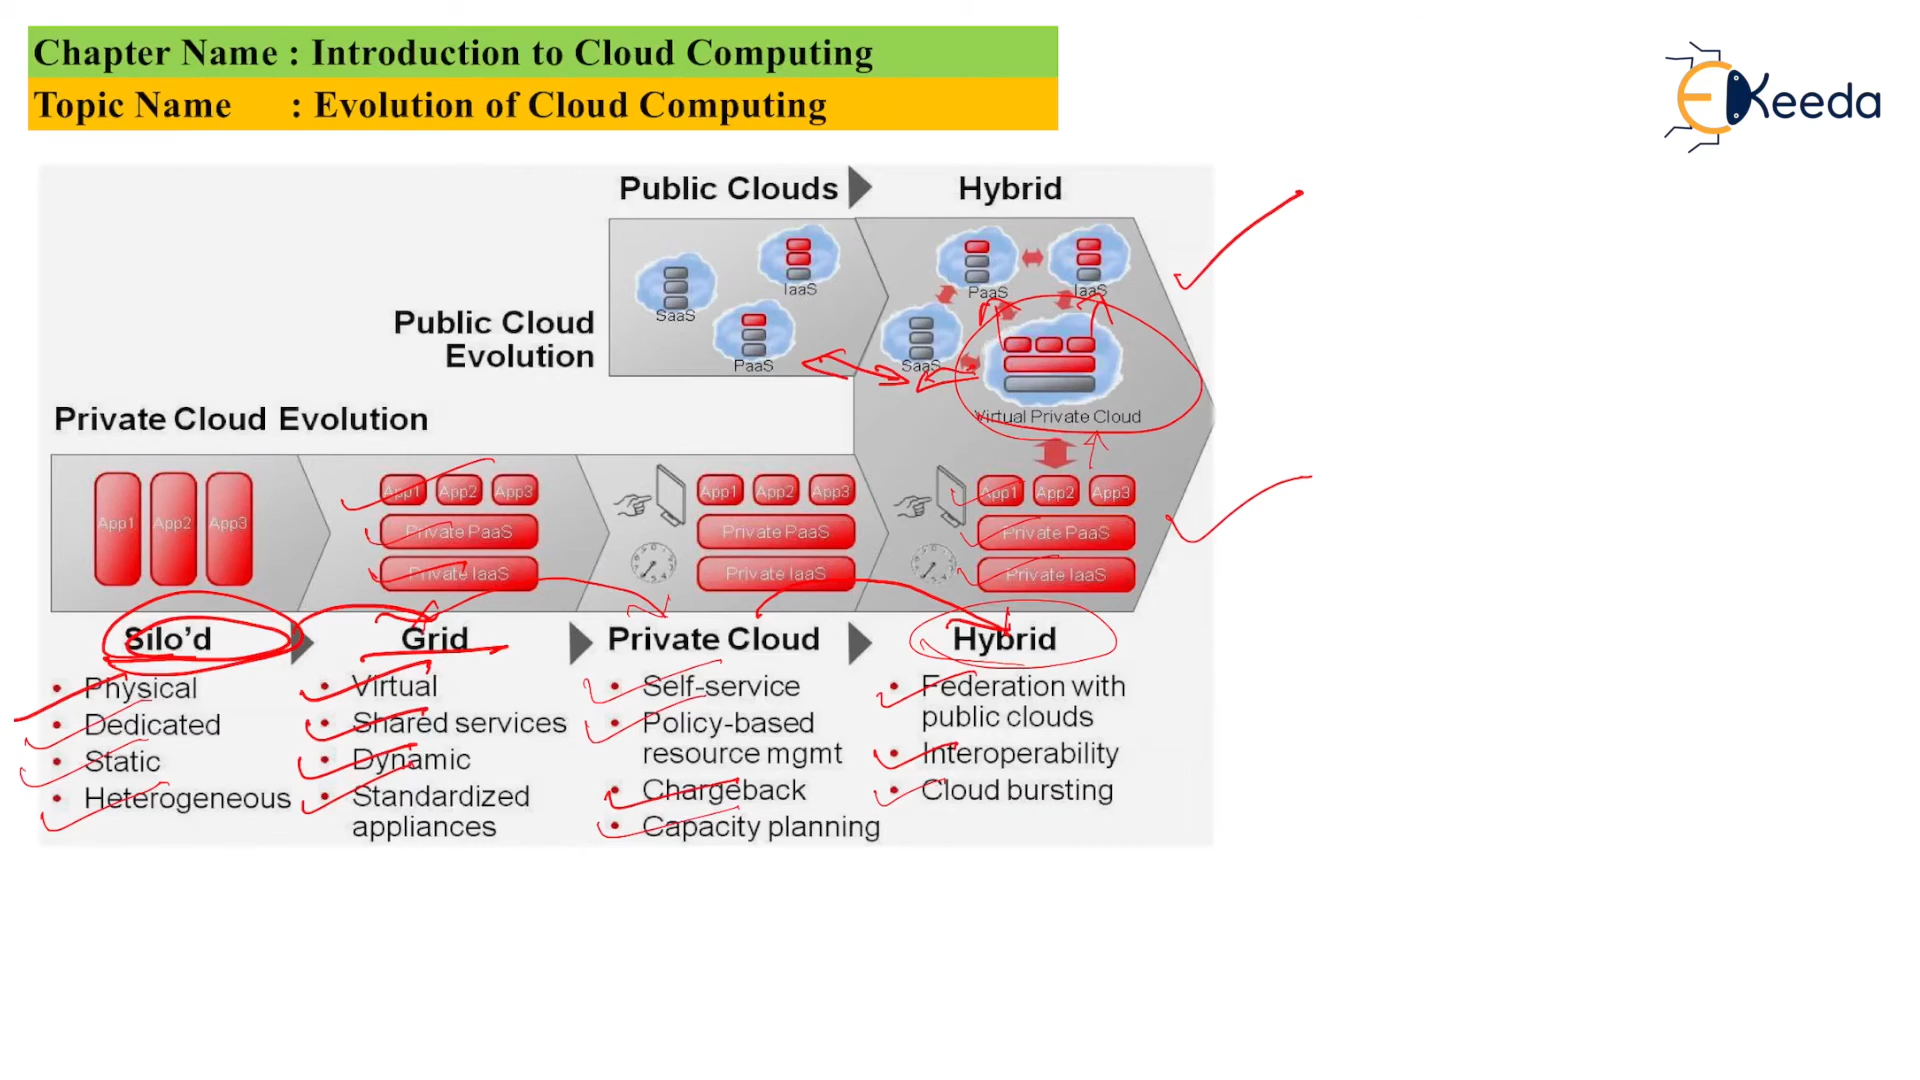 Chapter Name : Introduction to Cloud Computing
Topic Name : Evolution of Cloud Computing
EKeeda
Public Clouds Hybrid
IaaS
SaaS
PaaS
PaaS
IaaS
SaaS
Virtual Private Cloud
Public Cloud
Evolution
Private Cloud Evolution
App1 App2 App3
App1 App2 App3
Private PaaS
Private IaaS
App1 App2 App3
Private PaaS
Private IaaS
App1 App2 App3
Private PaaS
Private IaaS
Silo'd
• Physical
• Dedicated
• Static
• Heterogeneous
Grid
• Virtual
• Shared services
• Dynamic
• Standardized
appliances
Private Cloud
• Self-service
• Policy-based
resource mgmt
• Chargeback
• Capacity planning
Hybrid
• Federation with
public clouds
• Interoperability
• Cloud bursting